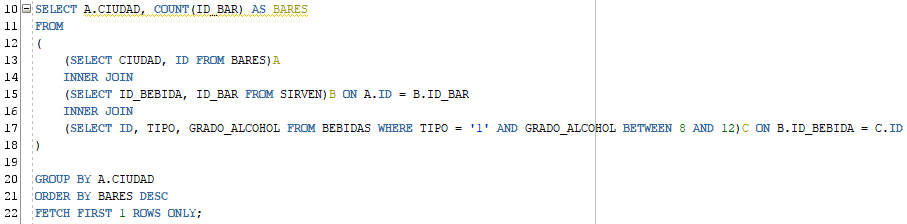 10 SELECT A.CIUDAD, COUNT(ID_BAR) AS BARES
11 FROM
12 (
13 (SELECT CIUDAD, ID FROM BARES)A
14 INNER JOIN
15 (SELECT ID_BEBIDA, ID_BAR FROM SIRVEN)B ON A.ID = B.ID_BAR
16 INNER JOIN
17 (SELECT ID, TIPO, GRADO_ALCOHOL FROM BEBIDAS WHERE TIPO = '1' AND GRADO_ALCOHOL BETWEEN 8 AND 12)C ON B.ID_BEBIDA = C.ID
18 )
19
20 GROUP BY A.CIUDAD
21 ORDER BY BARES DESC
22 FETCH FIRST 1 ROWS ONLY;